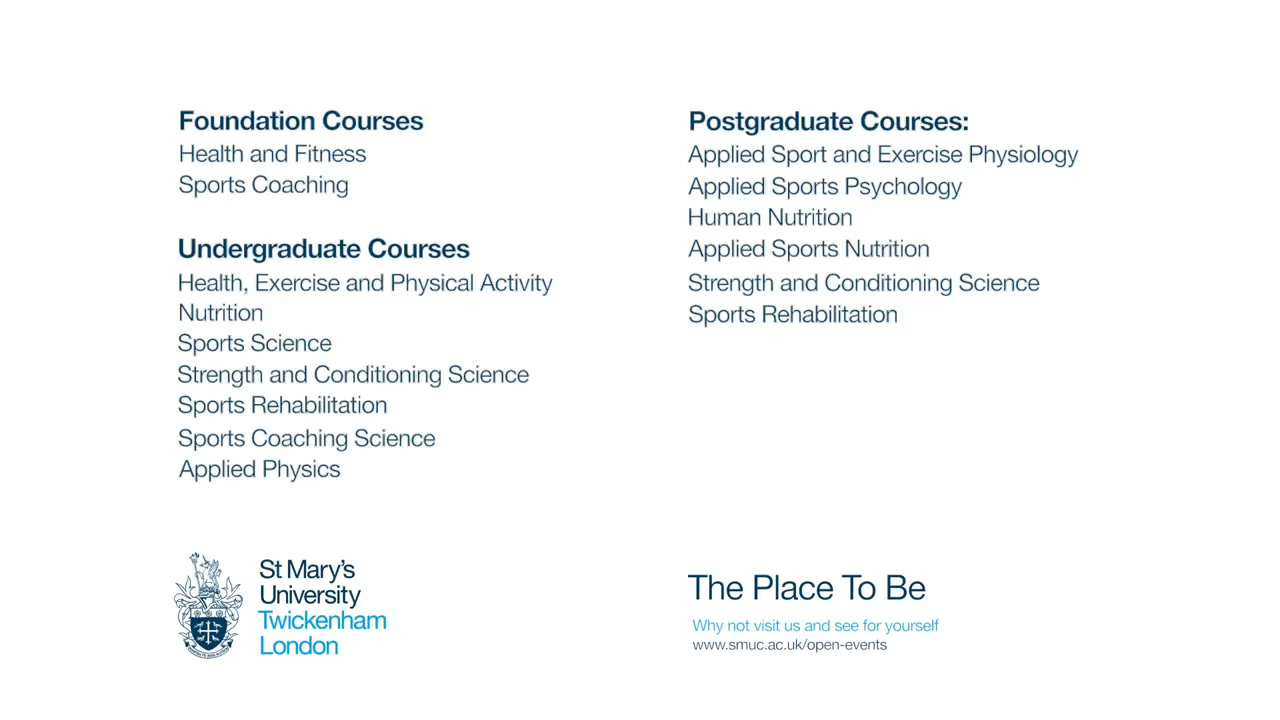 Foundation Courses
Health and Fitness
Sports Coaching
Undergraduate Courses
Health, Exercise and Physical Activity
Nutrition
Sports Science
Strength and Conditioning Science
Sports Rehabilitation
Sports Coaching Science
Applied Physics
Postgraduate Courses:
Applied Sport and Exercise Physiology
Applied Sports Psychology
Human Nutrition
Applied Sports Nutrition
Strength and Conditioning Science
Sports Rehabilitation
St Mary's
University
Twickenham
London
The Place To Be
Why not visit us and see for yourself
www.smuc.ac.uk/open-events